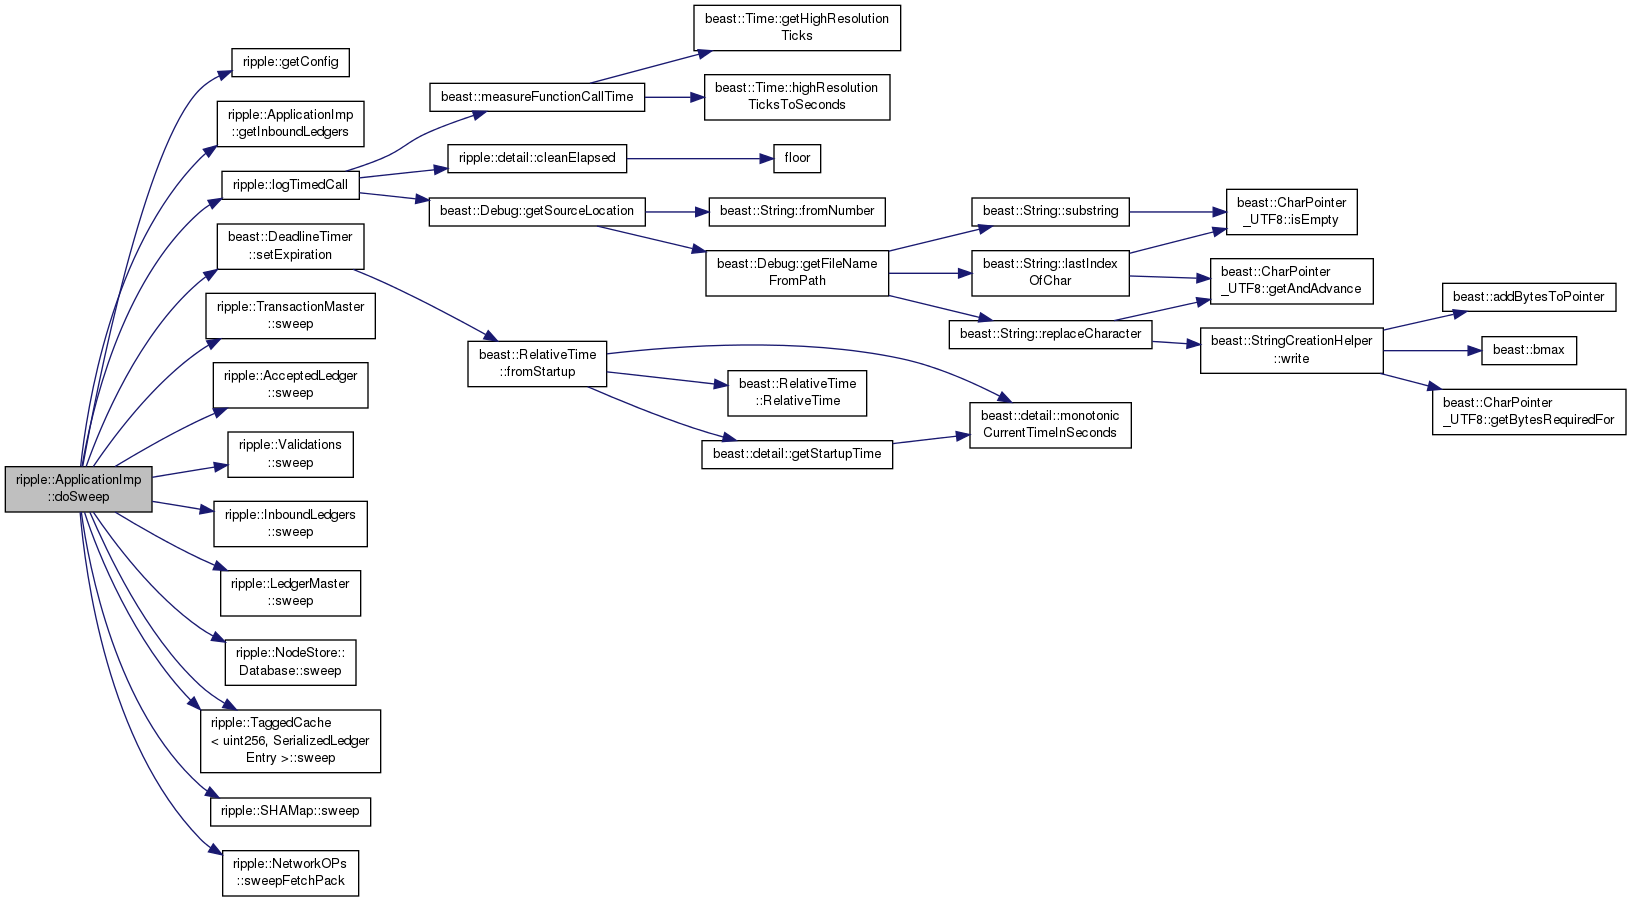 ripple::ApplicationImp
::doSweep
ripple::getConfig
ripple::ApplicationImp
::getInboundLedgers
ripple::logTimedCall
beast::DeadlineTimer
::setExpiration
ripple::TransactionMaster
::sweep
ripple::AcceptedLedger
::sweep
ripple::Validations
::sweep
ripple::InboundLedgers
::sweep
ripple::LedgerMaster
::sweep
ripple::NodeStore::
Database::sweep
ripple::TaggedCache
< uint256, SerializedLedger
Entry >::sweep
ripple::SHAMap::sweep
ripple::NetworkOPs
::sweepFetchPack
beast::measureFunctionCallTime
ripple::detail::cleanElapsed
beast::Debug::getSourceLocation
beast::RelativeTime
::fromStartup
beast::Time::getHighResolution
Ticks
beast::Time::highResolution
TicksToSeconds
floor
beast::String::fromNumber
beast::Debug::getFileName
FromPath
beast::RelativeTime
::RelativeTime
beast::detail::getStartupTime
beast::String::substring
beast::String::lastIndex
OfChar
beast::String::replaceCharacter
beast::detail::monotonic
CurrentTimeInSeconds
beast::CharPointer
_UTF8::isEmpty
beast::CharPointer
_UTF8::getAndAdvance
beast::StringCreationHelper
::write
beast::addBytesToPointer
beast::bmax
beast::CharPointer
_UTF8::getBytesRequiredFor